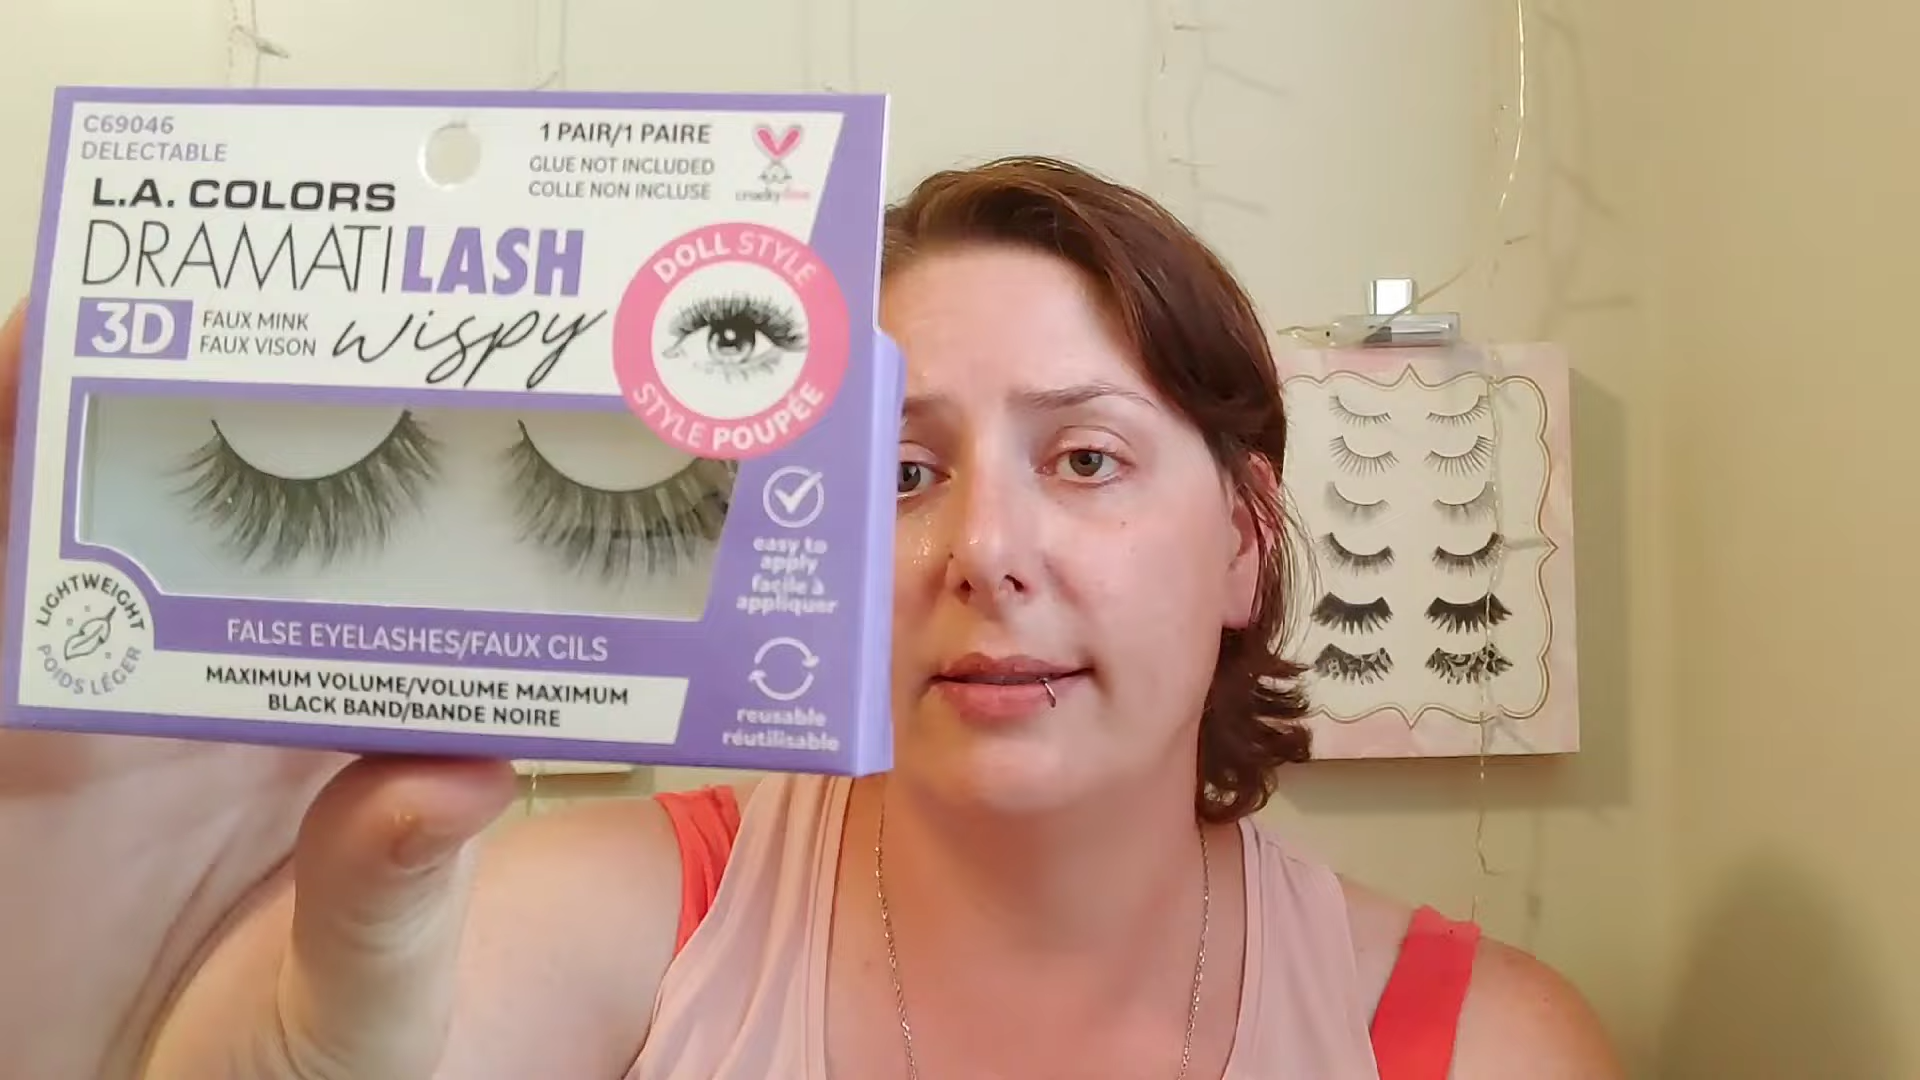 C69046
DELECTABLE
L.A. COLORS
DRAMATILASH
3D
FAUX MINK
FAUX VISON
wispy
1 PAIR/1 PAIRE
GLUE NOT INCLUDED
COLLE NON INCLUSE
crueltyfree
DOLL STYLE
STYLE POUPÉE
easy to
apply
facile à
appliquer
LIGHTWEIGHT
POIDS LÉGER
FALSE EYELASHES/FAUX CILS
MAXIMUM VOLUME/VOLUME MAXIMUM
BLACK BAND/BANDE NOIRE
reusable
réutilisable